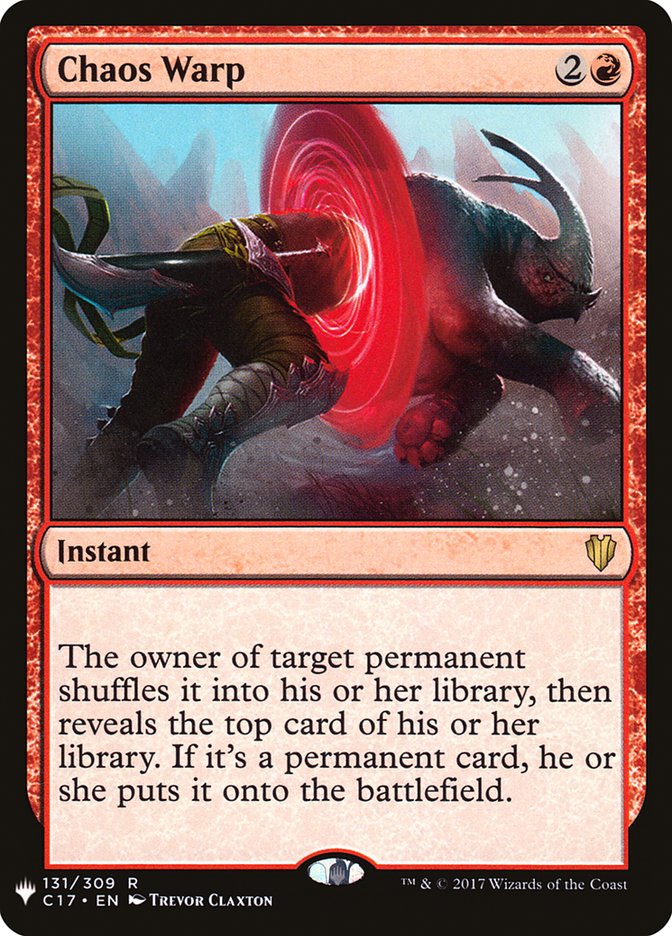 Chaos Warp 2
Instant
The owner of target permanent
shuffles it into his or her library, then
reveals the top card of his or her
library. If it's a permanent card, he or
she puts it onto the battlefield.
131/309 R
C17 • EN Trevor Claxton
™ & © 2017 Wizards of the Coast